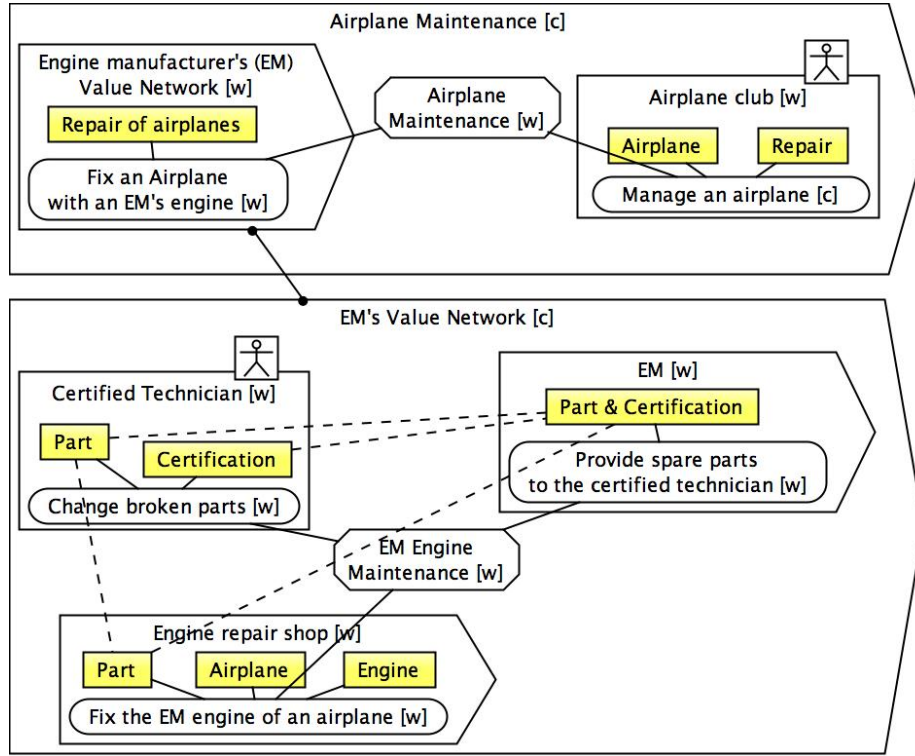 Airplane Maintenance [c]
Engine manufacturer's (EM)
Value Network [w]
Repair of airplanes
Fix an Airplane
with an EM's engine [w]
Airplane
Maintenance [w]
Airplane club [w]
Airplane
Repair
Manage an airplane [c]
EM's Value Network [c]
Certified Technician [w]
Part
Certification
Change broken parts [w]
EM [w]
Part & Certification
Provide spare parts
to the certified technician [w]
EM Engine
Maintenance [w]
Engine repair shop [w]
Part
Airplane
Engine
Fix the EM engine of an airplane [w]